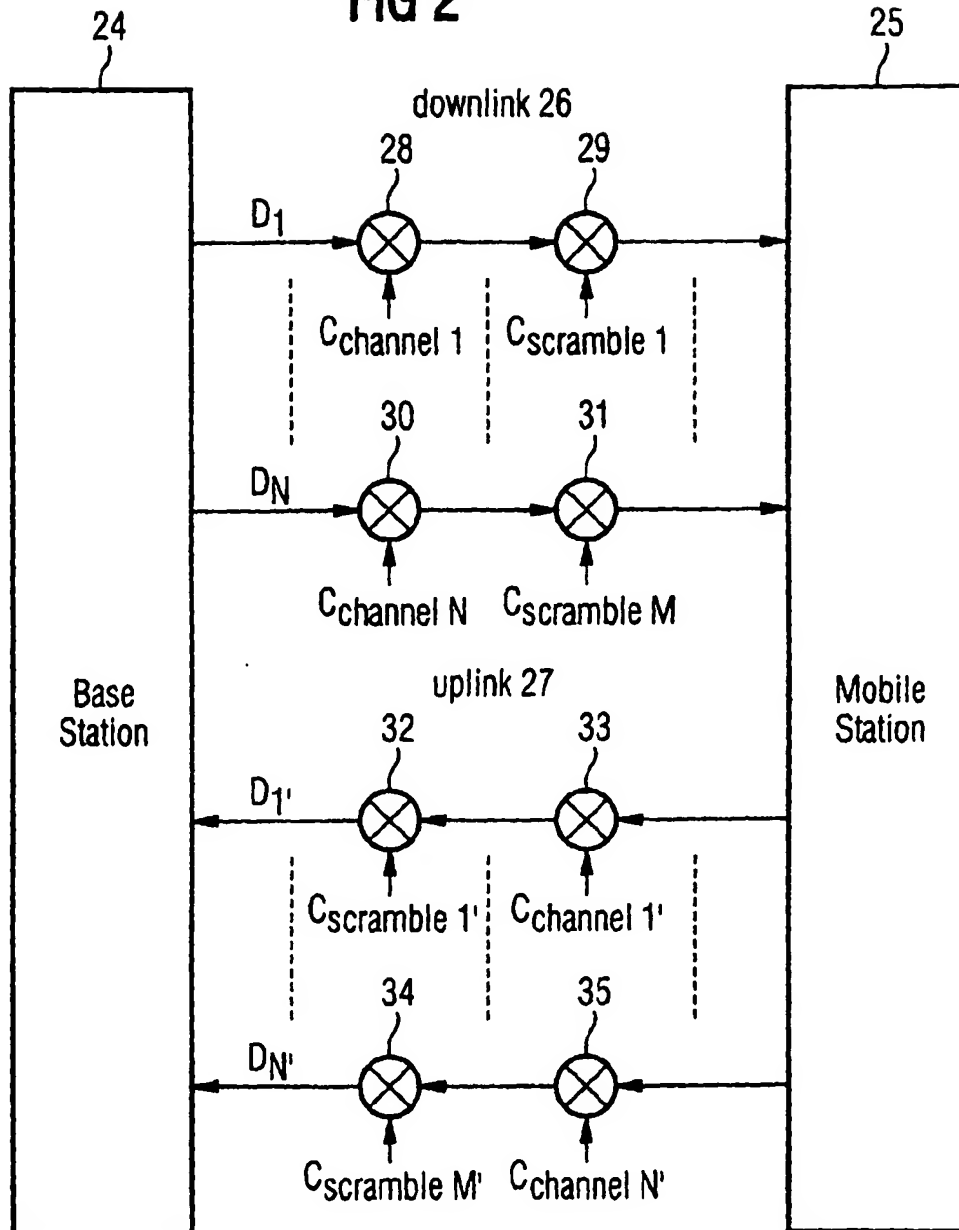 FIG 2
24
25
downlink 26
28
29
D1
Cchannel 1
Cscramble 1
30
31
DN
Cchannel N
Cscramble M
uplink 27
Base
Station
Mobile
Station
32
33
D1'
Cscramble 1'
Cchannel 1'
34
35
DN'
Cscramble M'
Cchannel N'